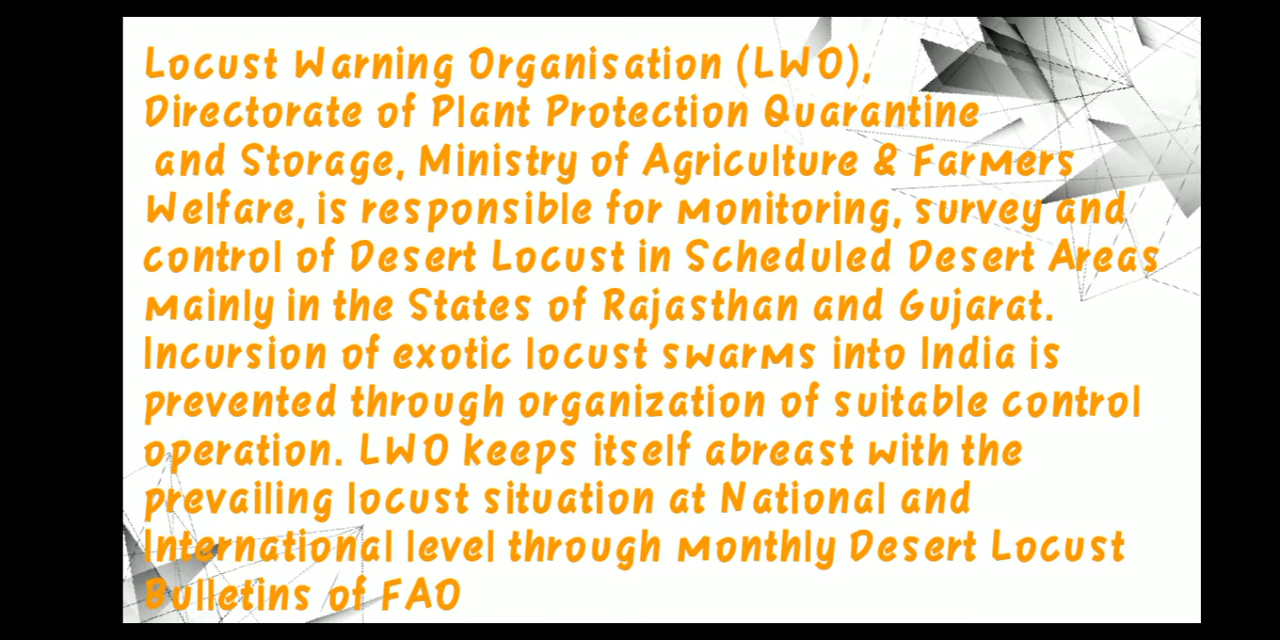 Locust Warning Organisation (LWO),
Directorate of Plant Protection Quarantine
and Storage, Ministry of Agriculture & Farmers
Welfare, is responsible for monitoring, survey and
control of Desert Locust in Scheduled Desert Areas
mainly in the States of Rajasthan and Gujarat.
Incursion of exotic locust swarms into India is
prevented through organization of suitable control
operation. LWO keeps itself abreast with the
prevailing locust situation at National and
International level through monthly Desert Locust
Bulletins of FAO